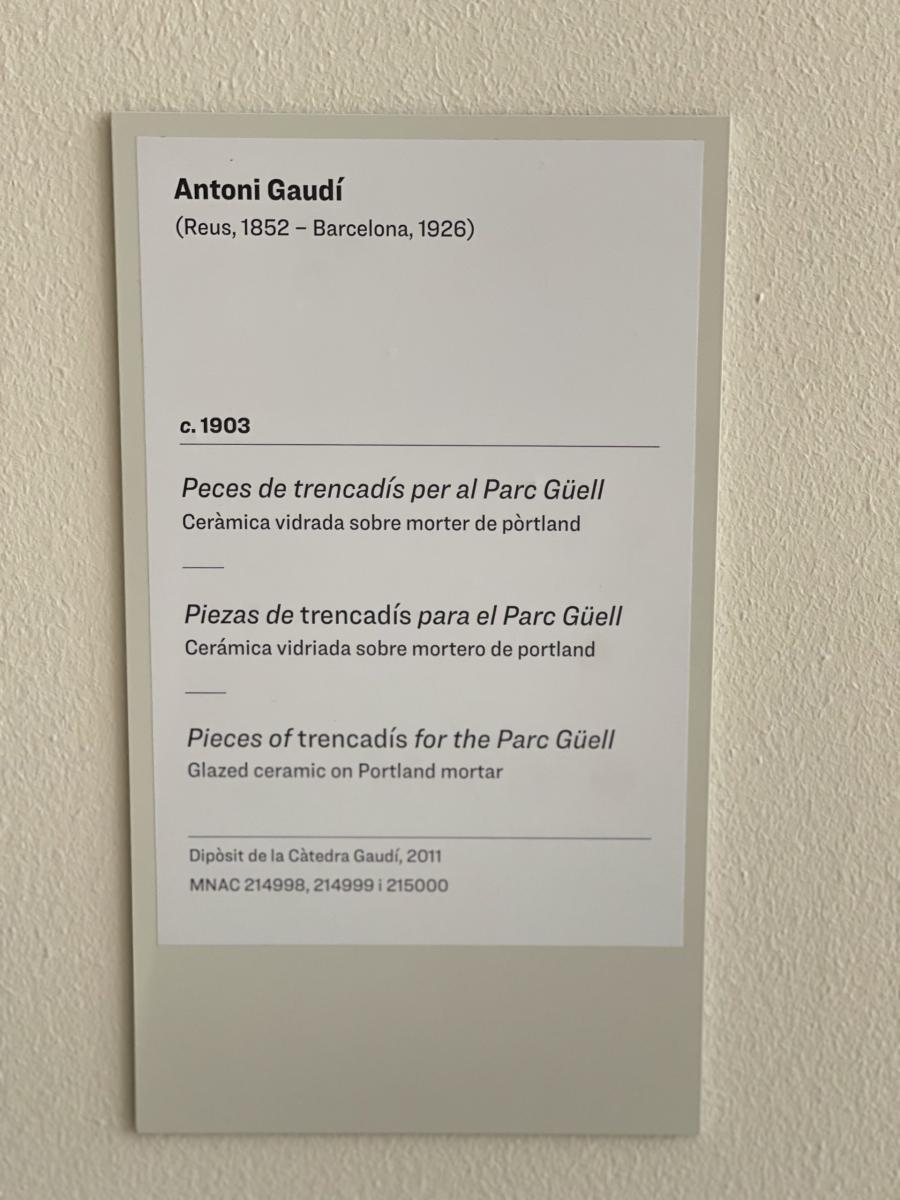 Antoni Gaudí
(Reus, 1852 – Barcelona, 1926)
c. 1903
Peces de trencadís per al Parc Güell
Ceràmica vidrada sobre morter de pòrtland
Piezas de trencadís para el Parc Güell
Cerámica vidriada sobre mortero de portland
Pieces of trencadís for the Parc Güell
Glazed ceramic on Portland mortar
Dipòsit de la Càtedra Gaudí, 2011
MNAC 214998, 214999 i 215000